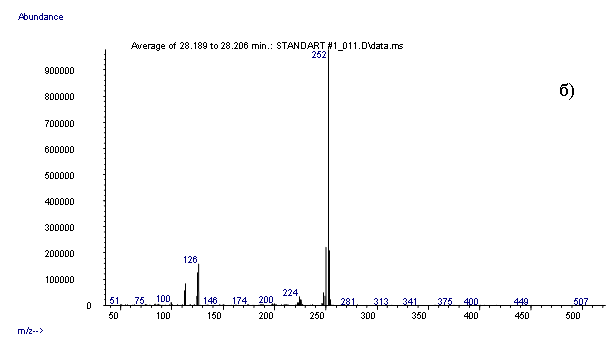 Abundance
Average of 28.189 to 28.206 min.: STANDART #1_011.D\data.ms
252
900000
б)
800000
700000
600000
500000
400000
300000
200000
126
100000
224
0
51 75 100 146 174 200 281 313 341 375 400 449 507
50 100 150 200 250 300 350 400 450 500
m/z-->